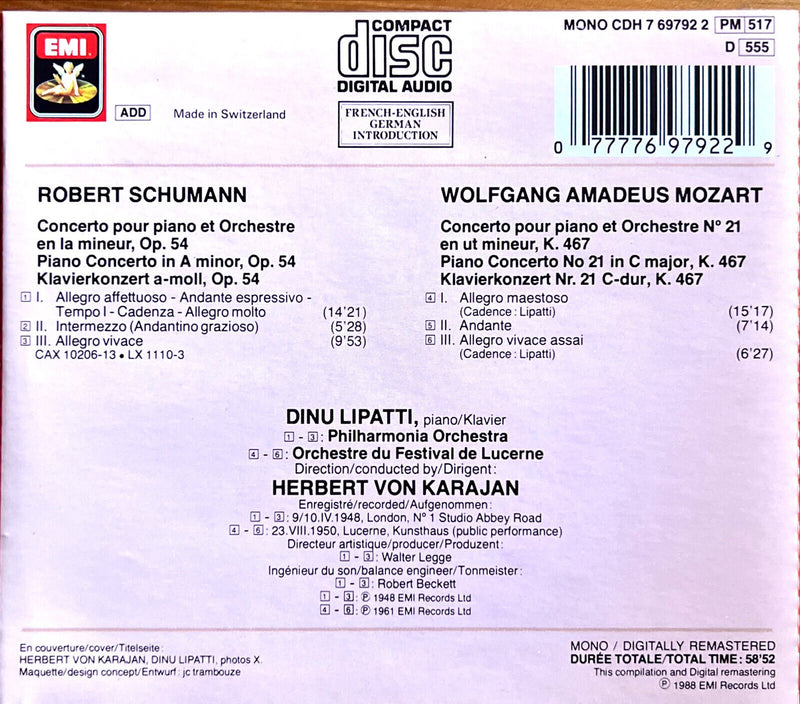 EMI
ADD
Made in Switzerland
COMPACT
disc
DIGITAL AUDIO
FRENCH-ENGLISH
GERMAN
INTRODUCTION
MONO CDH 7 69792 2 PM 517
D 555
0 77776 97922 9
ROBERT SCHUMANN
Concerto pour piano et Orchestre
en la mineur, Op. 54
Piano Concerto in A minor, Op. 54
Klavierkonzert a-moll, Op. 54
1 I. Allegro affettuoso - Andante espressivo -
Tempo I - Cadenza - Allegro molto (14'21)
2 II. Intermezzo (Andantino grazioso) (5'28)
3 III. Allegro vivace (9'53)
CAX 10206-13 • LX 1110-3
WOLFGANG AMADEUS MOZART
Concerto pour piano et Orchestre N° 21
en ut mineur, K. 467
Piano Concerto No 21 in C major, K. 467
Klavierkonzert Nr. 21 C-dur, K. 467
4 I. Allegro maestoso
(Cadence : Lipatti) (15'17)
5 II. Andante (7'14)
6 III. Allegro vivace assai
(Cadence : Lipatti) (6'27)
DINU LIPATTI, piano/Klavier
1 - 3 : Philharmonia Orchestra
4 - 6 : Orchestre du Festival de Lucerne
Direction/conducted by/Dirigent :
HERBERT VON KARAJAN
Enregistré/recorded/Aufgenommen :
1 - 3 : 9/10.IV.1948, London, N° 1 Studio Abbey Road
4 - 6 : 23.VIII.1950, Lucerne, Kunsthaus (public performance)
Directeur artistique/producer/Produzent :
1 - 3 : Walter Legge
Ingénieur du son/balance engineer/Tonmeister :
1 - 3 : Robert Beckett
1 - 3 : ℗ 1948 EMI Records Ltd
4 - 6 : ℗ 1961 EMI Records Ltd
En couverture/cover/Titelseite :
HERBERT VON KARAJAN, DINU LIPATTI, photos X.
Maquette/design concept/Entwurf : jc trambouze
MONO / DIGITALLY REMASTERED
DURÉE TOTALE/TOTAL TIME : 58'52
This compilation and Digital remastering
℗ 1988 EMI Records Ltd